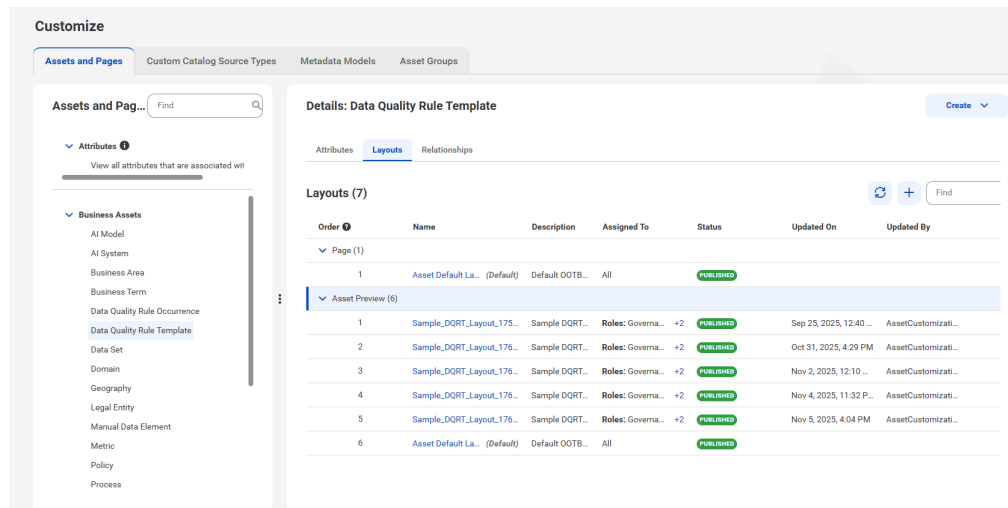 Customize
Assets and Pages Custom Catalog Source Types Metadata Models Asset Groups
Assets and Pag... Find
Attributes
View all attributes that are associated wit
Business Assets
AI Model
AI System
Business Area
Business Term
Data Quality Rule Occurrence
Data Quality Rule Template
Data Set
Domain
Geography
Legal Entity
Manual Data Element
Metric
Policy
Process
Details: Data Quality Rule Template Create
Attributes Layouts Relationships
Layouts (7) Find
Order Name Description Assigned To Status Updated On Updated By
Page (1)
1 Asset Default La... (Default) Default OOTB... All PUBLISHED
Asset Preview (6)
1 Sample_DQRT_Layout_175... Sample DQRT... Roles: Governa... +2 PUBLISHED Sep 25, 2025, 12:40 ... AssetCustomizati...
2 Sample_DQRT_Layout_176... Sample DQRT... Roles: Governa... +2 PUBLISHED Oct 31, 2025, 4:29 PM AssetCustomizati...
3 Sample_DQRT_Layout_176... Sample DQRT... Roles: Governa... +2 PUBLISHED Nov 2, 2025, 12:10 ... AssetCustomizati...
4 Sample_DQRT_Layout_176... Sample DQRT... Roles: Governa... +2 PUBLISHED Nov 4, 2025, 11:32 P... AssetCustomizati...
5 Sample_DQRT_Layout_176... Sample DQRT... Roles: Governa... +2 PUBLISHED Nov 5, 2025, 4:04 PM AssetCustomizati...
6 Asset Default La... (Default) Default OOTB... All PUBLISHED